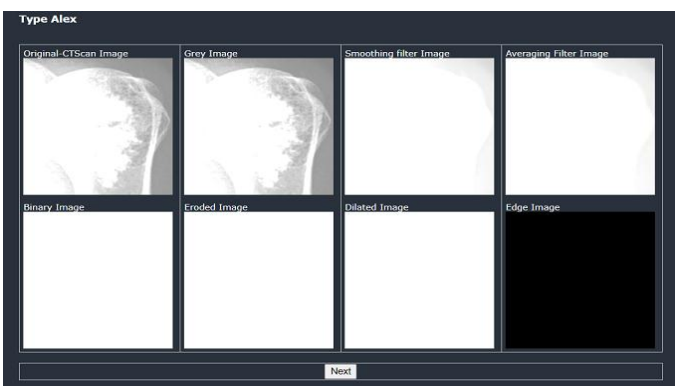 Type Alex
Original-CTScan Image
Grey Image
Smoothing filter Image
Averaging Filter Image
Binary Image
Eroded Image
Dilated Image
Edge Image
Next